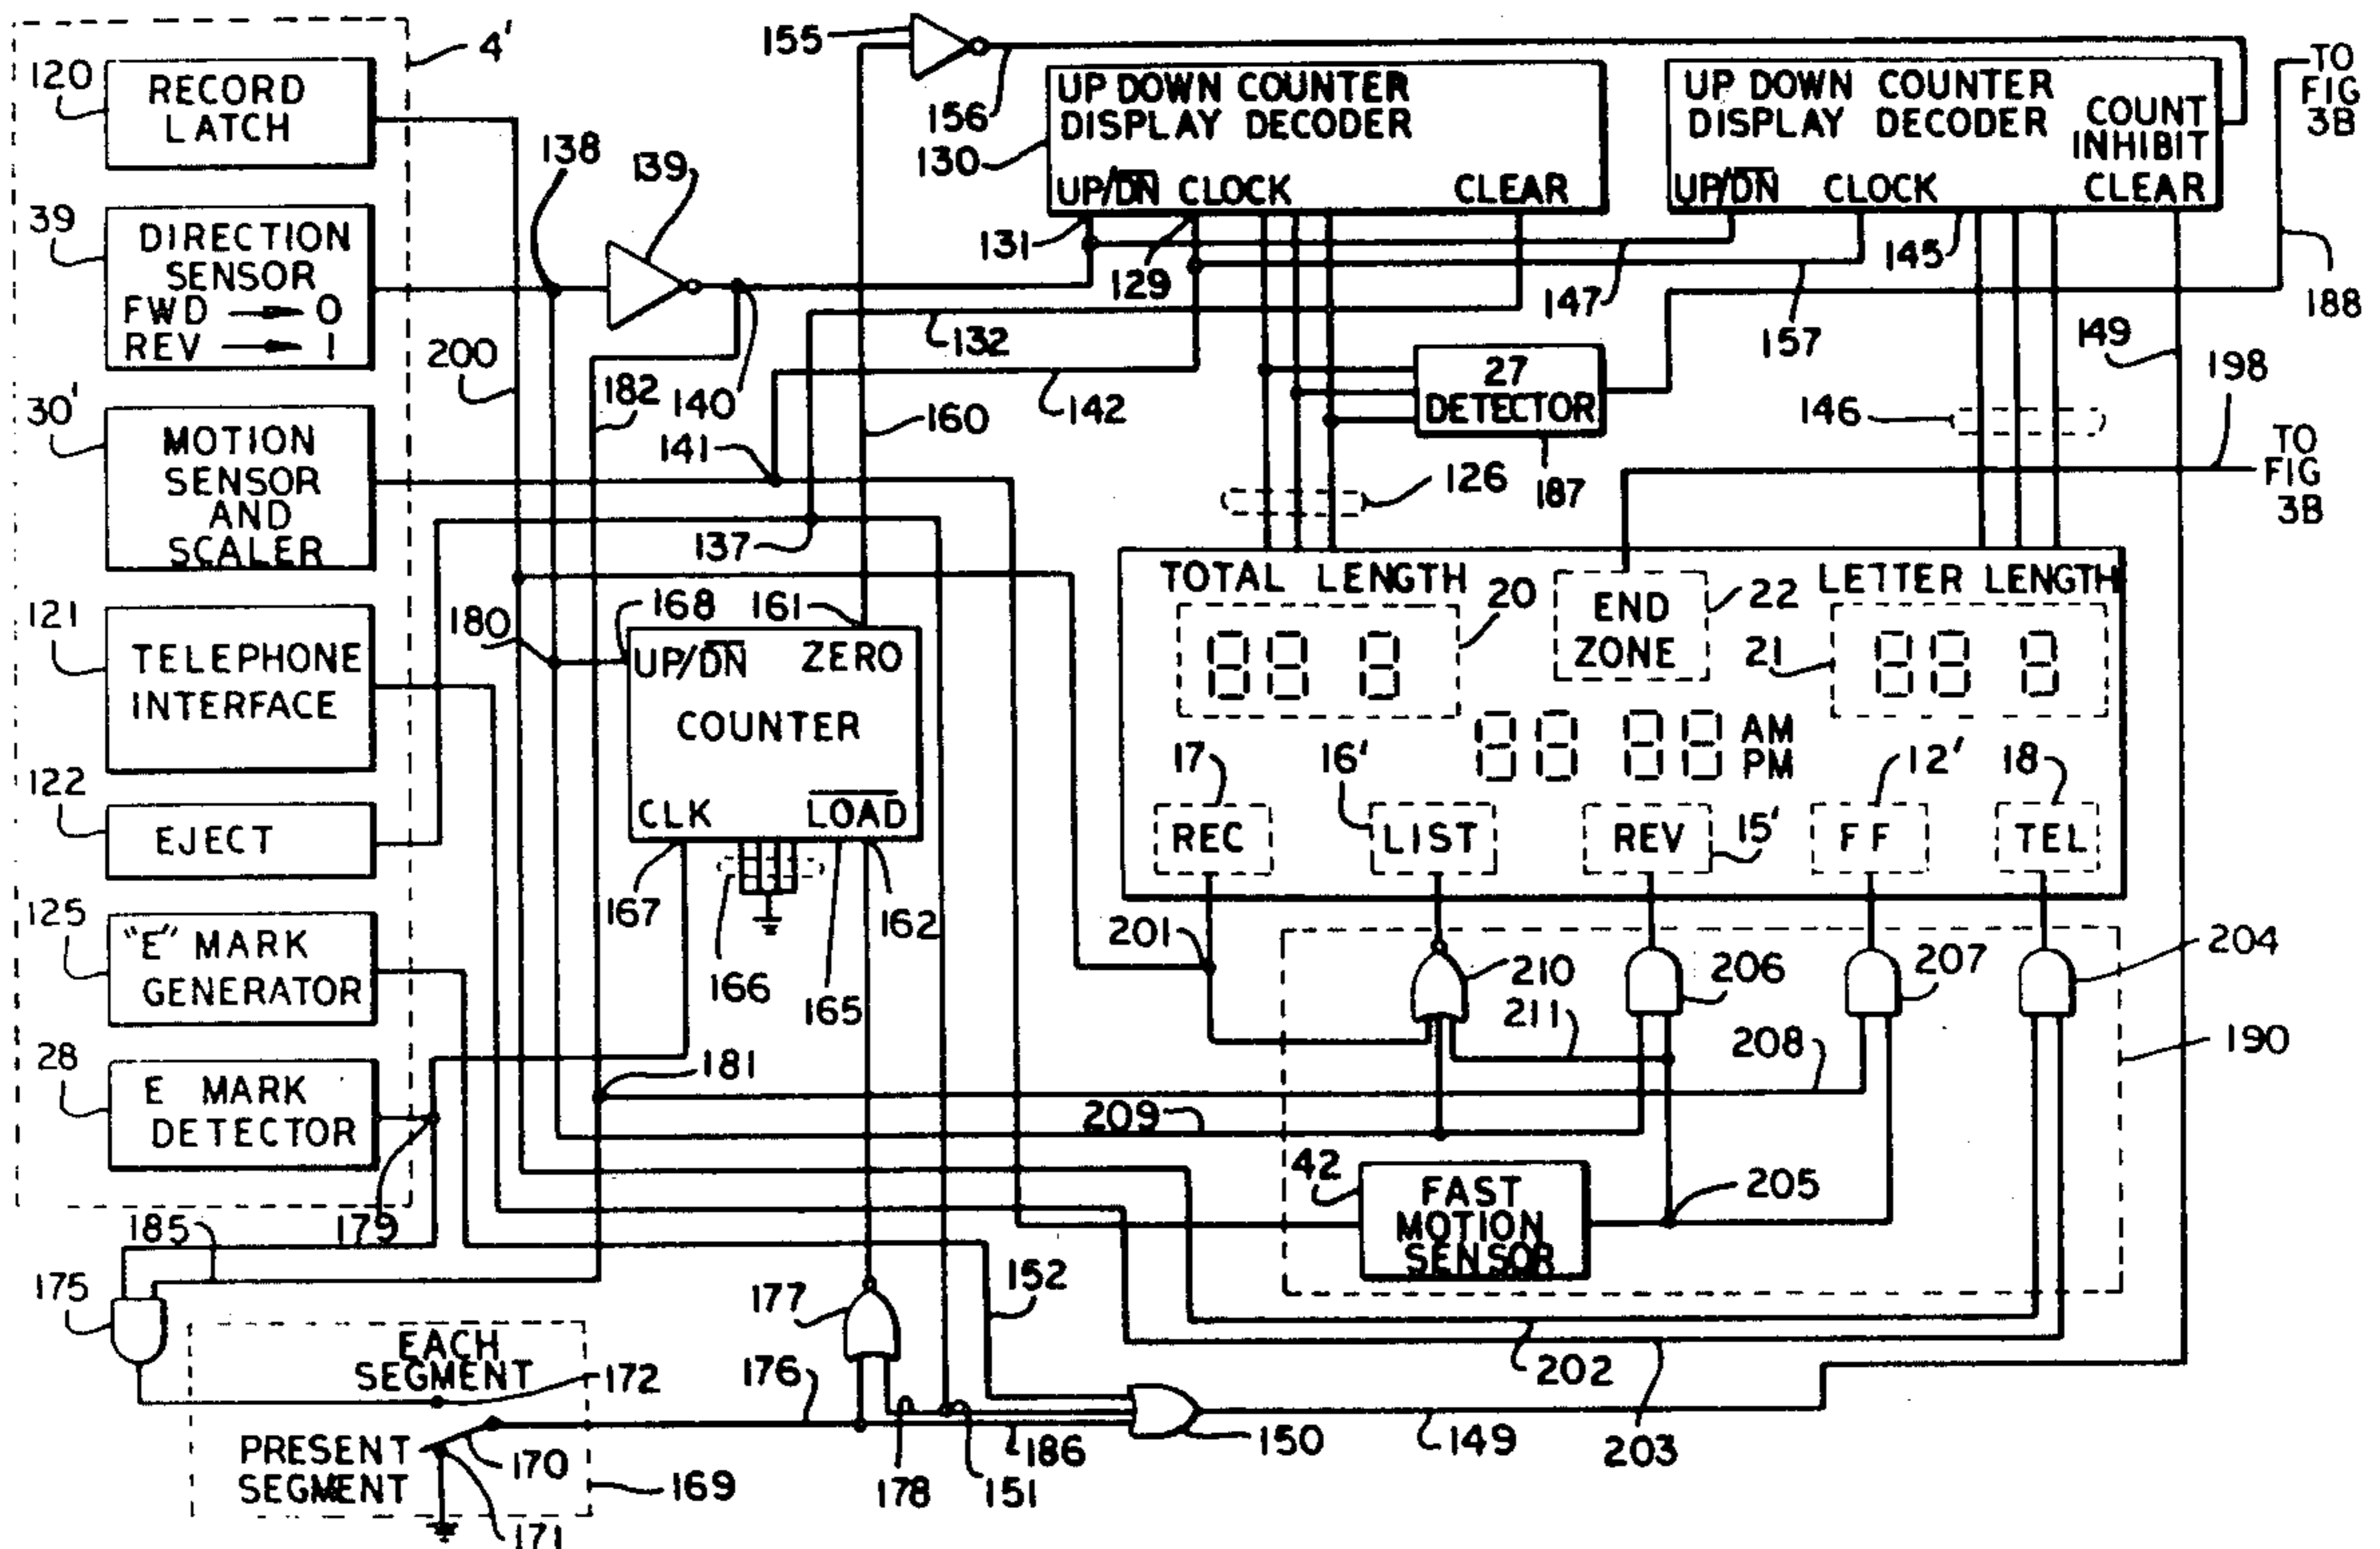 4'
120
RECORD
LATCH
39
DIRECTION
SENSOR
FWD → 0
REV → 1
30'
MOTION
SENSOR
AND
SCALER
121
TELEPHONE
INTERFACE
122
EJECT
125
"E" MARK
GENERATOR
28
E MARK
DETECTOR
179
185
175
200
138
139
182
140
141
137
142
132
160
155
156
UP DOWN COUNTER
DISPLAY DECODER
130
UP/DN CLOCK CLEAR
131
129
UP DOWN COUNTER
DISPLAY DECODER
COUNT
INHIBIT
UP/DN CLOCK CLEAR
147
157
145
149
188
TO
FIG
3B
198
TO
FIG
3B
27
DETECTOR
187
126
146
180
168
161
UP/DN ZERO
COUNTER
CLK LOAD
167
166
165
162
181
TOTAL LENGTH
20
88 8
END
ZONE
22
LETTER LENGTH
21
88 8
88 88 AM
PM
17
REC
16'
LIST
REV
15'
12'
FF
18
TEL
201
210
211
206
207
204
208
190
209
42
FAST
MOTION
SENSOR
205
177
152
176
178
151
186
150
149
202
203
EACH
SEGMENT
172
PRESENT
SEGMENT
170
171
169